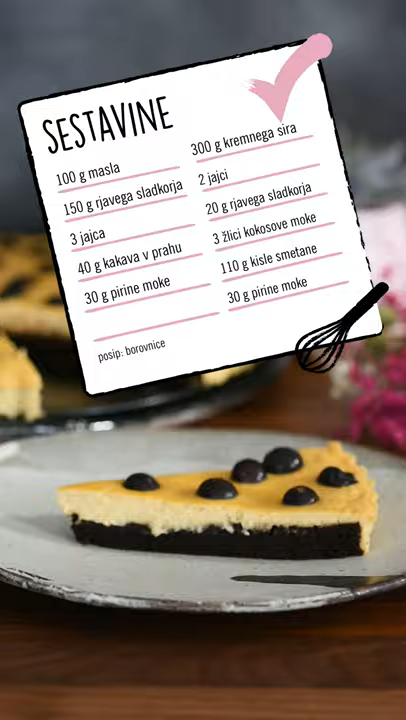 SESTAVINE
100 g masla
150 g rjavega sladkorja
3 jajca
40 g kakava v prahu
30 g pirine moke
300 g kremnega sira
2 jajci
20 g rjavega sladkorja
3 žlici kokosove moke
110 g kisle smetane
30 g pirine moke
posip: borovnice